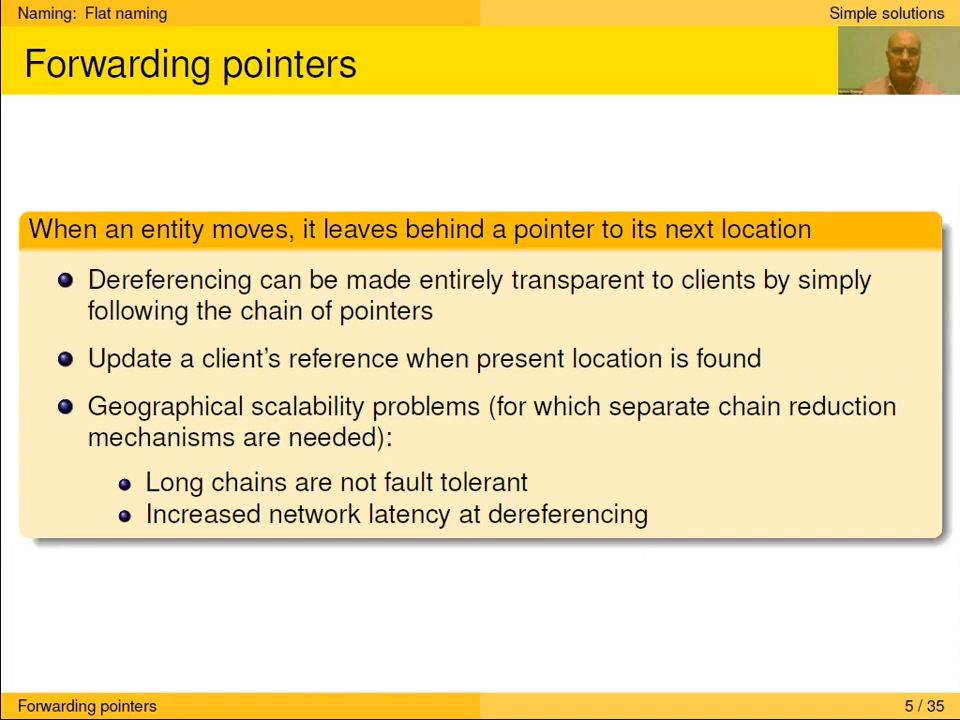 Naming: Flat naming
Simple solutions
Forwarding pointers
When an entity moves, it leaves behind a pointer to its next location
Dereferencing can be made entirely transparent to clients by simply
following the chain of pointers
Update a client's reference when present location is found
Geographical scalability problems (for which separate chain reduction
mechanisms are needed):
Long chains are not fault tolerant
Increased network latency at dereferencing
Forwarding pointers
5 / 35